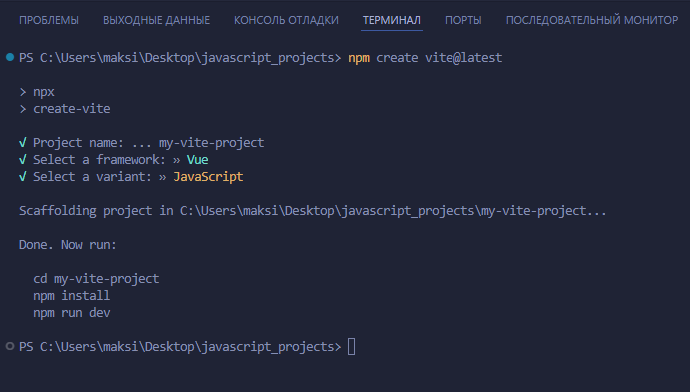 ПРОБЛЕМЫ ВЫХОДНЫЕ ДАННЫЕ КОНСОЛЬ ОТЛАДКИ ТЕРМИНАЛ ПОРТЫ ПОСЛЕДОВАТЕЛЬНЫЙ МОНИТОР
PS C:\Users\maksi\Desktop\javascript_projects> npm create vite@latest
> npx
> create-vite
√ Project name: ... my-vite-project
√ Select a framework: » Vue
√ Select a variant: » JavaScript
Scaffolding project in C:\Users\maksi\Desktop\javascript_projects\my-vite-project...
Done. Now run:
cd my-vite-project
npm install
npm run dev
PS C:\Users\maksi\Desktop\javascript_projects>